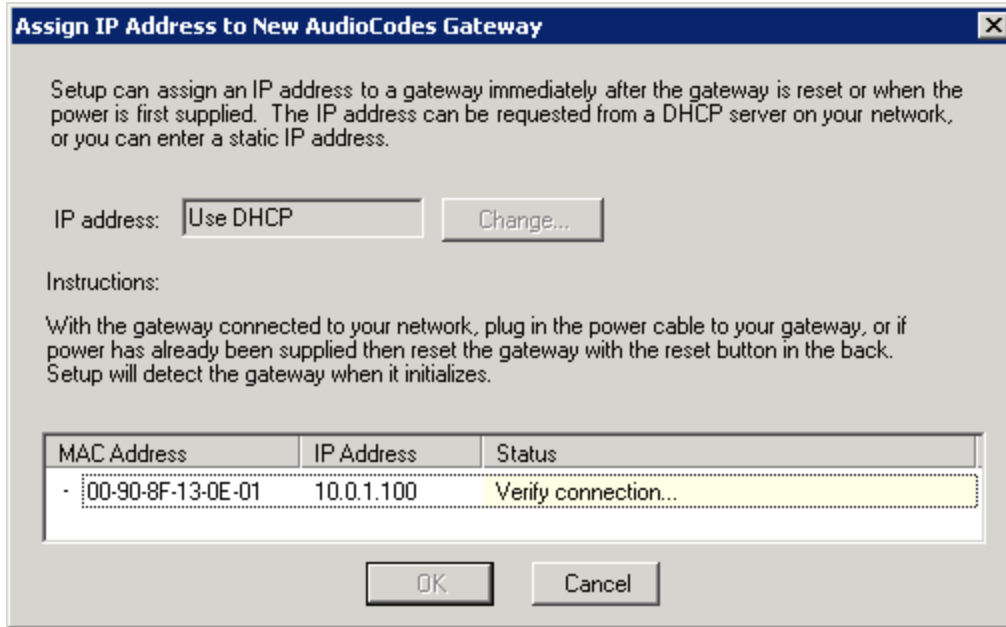 Assign IP Address to New AudioCodes Gateway
Setup can assign an IP address to a gateway immediately after the gateway is reset or when the
power is first supplied. The IP address can be requested from a DHCP server on your network,
or you can enter a static IP address.
IP address: Use DHCP Change...
Instructions:
With the gateway connected to your network, plug in the power cable to your gateway, or if
power has already been supplied then reset the gateway with the reset button in the back.
Setup will detect the gateway when it initializes.
MAC Address IP Address Status
- 00-90-8F-13-0E-01 10.0.1.100 Verify connection...
OK Cancel